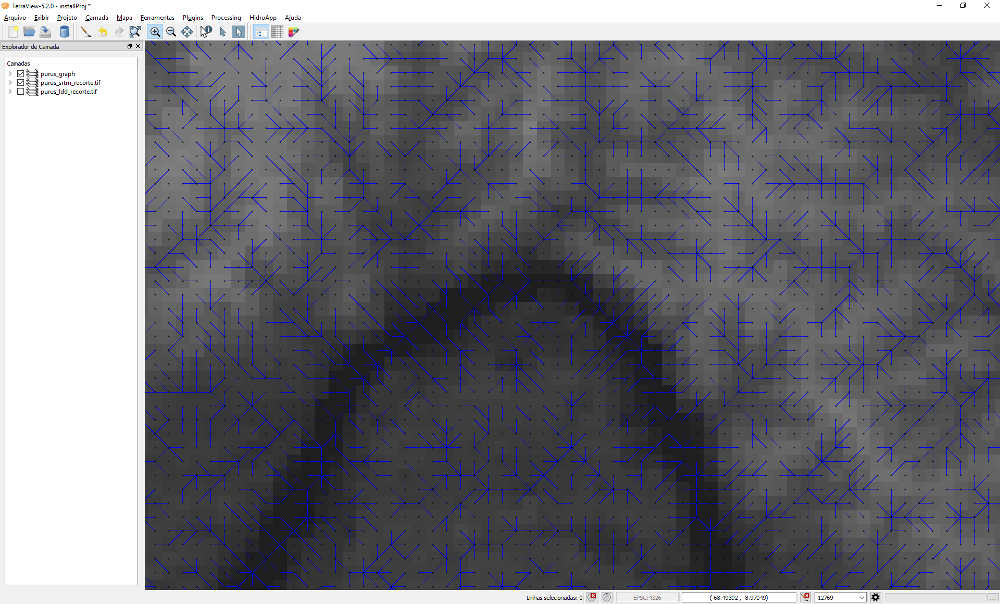 TerraView-5.2.0 - installProj *
Arquivo Exibir Projeto Camada Mapa Ferramentas Plugins Processing HidroApp Ajuda
Explorador de Camada
Camadas
purus_graph
purus_srtm_recorte.tif
purus_ldd_recorte.tif
Linhas selecionadas: 0 EPSG:4326 (-68.49392 , -8.97049) 12769 ...